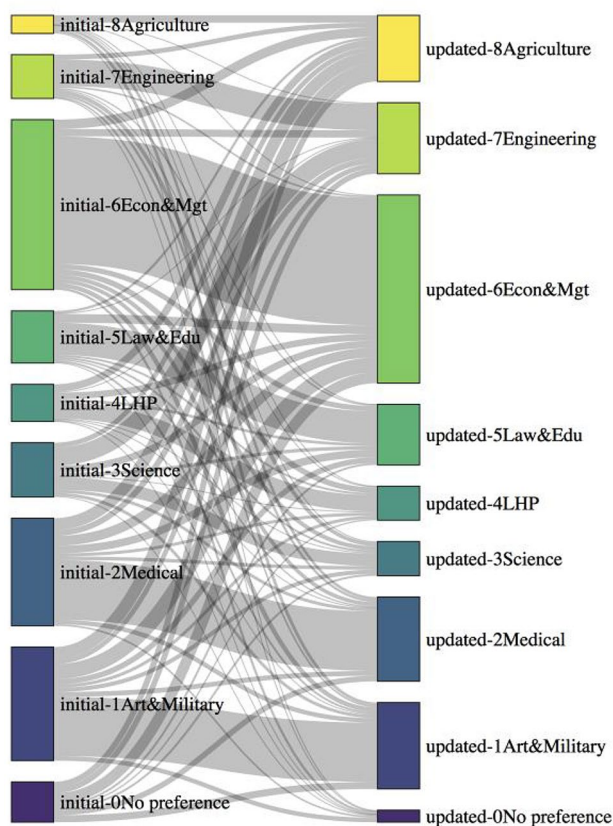 initial-8Agriculture
initial-7Engineering
initial-6Econ&Mgt
initial-5Law&Edu
initial-4LHP
initial-3Science
initial-2Medical
initial-1Art&Military
initial-0No preference
updated-8Agriculture
updated-7Engineering
updated-6Econ&Mgt
updated-5Law&Edu
updated-4LHP
updated-3Science
updated-2Medical
updated-1Art&Military
updated-0No preference